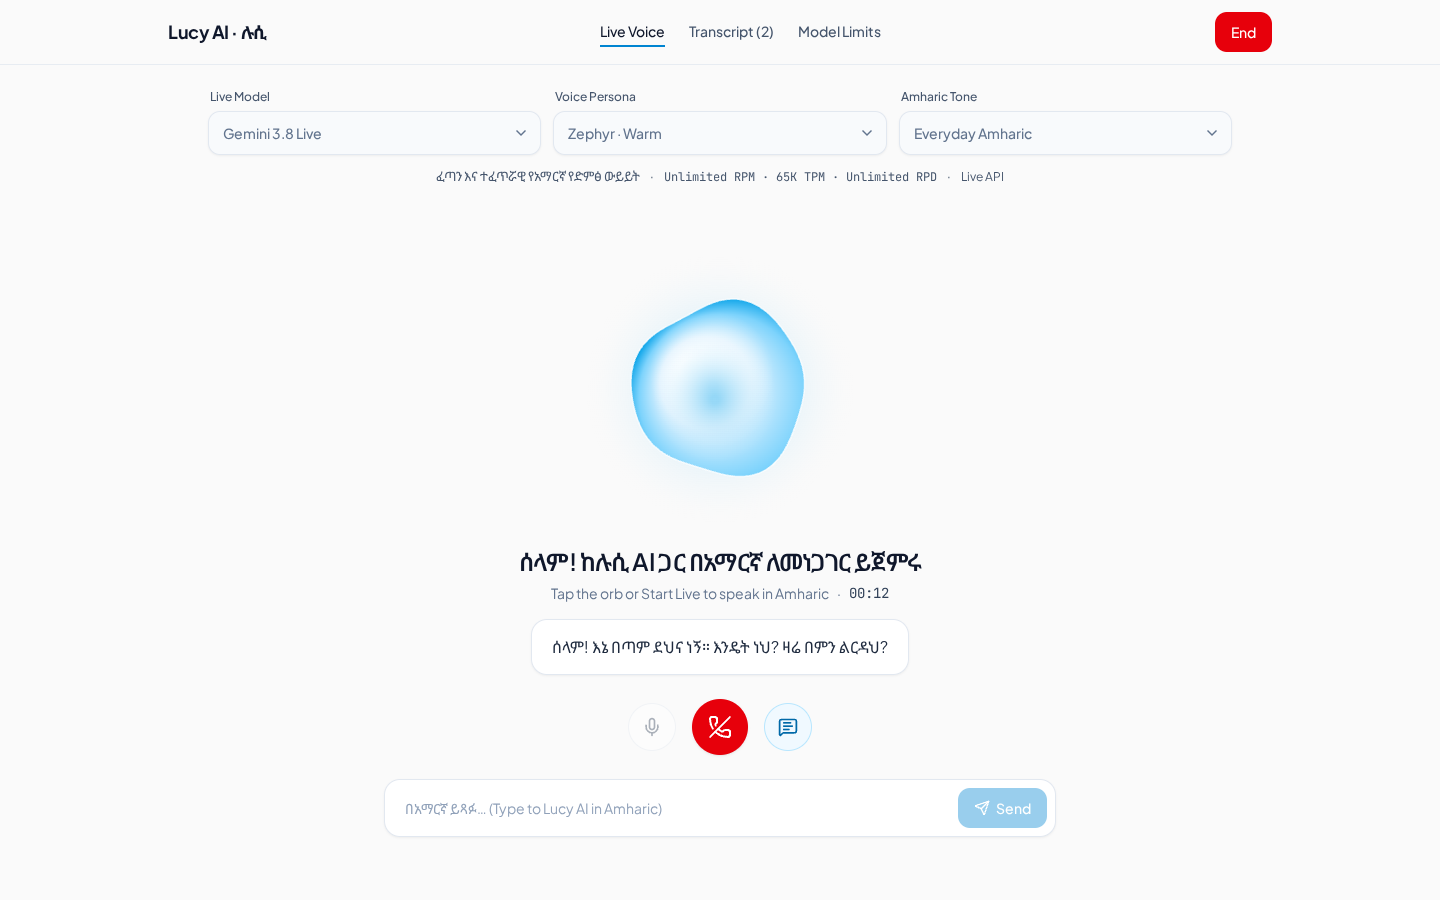 Lucy AI · ሉሲ
Live Voice
Transcript (2)
Model Limits
End
Live Model
Voice Persona
Amharic Tone
Gemini 3.8 Live
Zephyr · Warm
Everyday Amharic
ፈጣን እና ተፈጥሯዊ የአማርኛ የድምፅ ውይይት · Unlimited RPM · 65K TPM · Unlimited RPD · Live API
ሰላም! ከሉሲ AI ጋር በአማርኛ ለመነጋገር ይጀምሩ
Tap the orb or Start Live to speak in Amharic · 00:12
ሰላም! እኔ በጣም ደህና ነኝ። እንዴት ነህ? ዛሬ በምን ልርዳህ?
በአማርኛ ይጻፉ... (Type to Lucy AI in Amharic)
Send